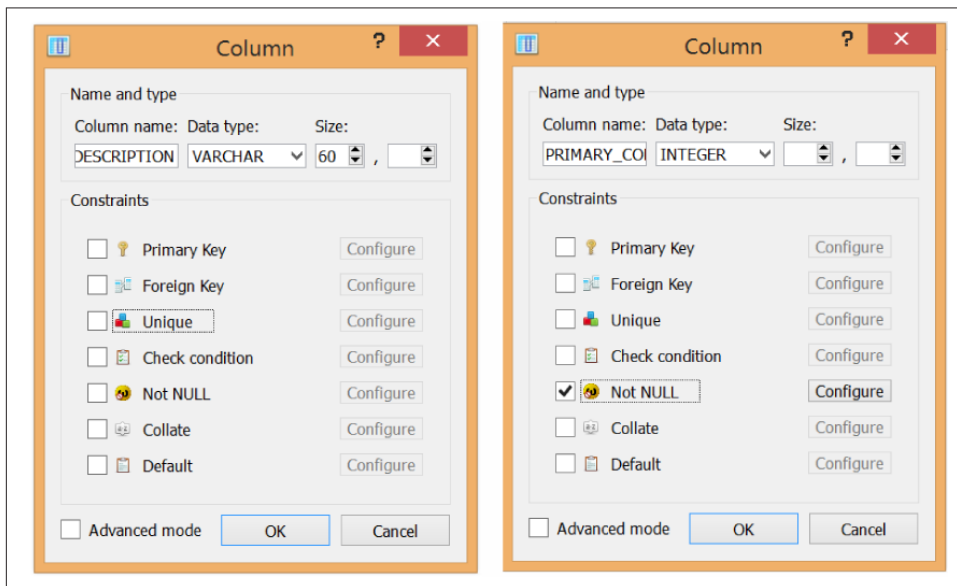 Column ?
Name and type
Column name: Data type: Size:
DESCRIPTION VARCHAR 60 ,
Constraints
Primary Key Configure
Foreign Key Configure
Unique Configure
Check condition Configure
Not NULL Configure
Collate Configure
Default Configure
Advanced mode OK Cancel
Column ?
Name and type
Column name: Data type: Size:
PRIMARY_CO INTEGER ,
Constraints
Primary Key Configure
Foreign Key Configure
Unique Configure
Check condition Configure
Not NULL Configure
Collate Configure
Default Configure
Advanced mode OK Cancel